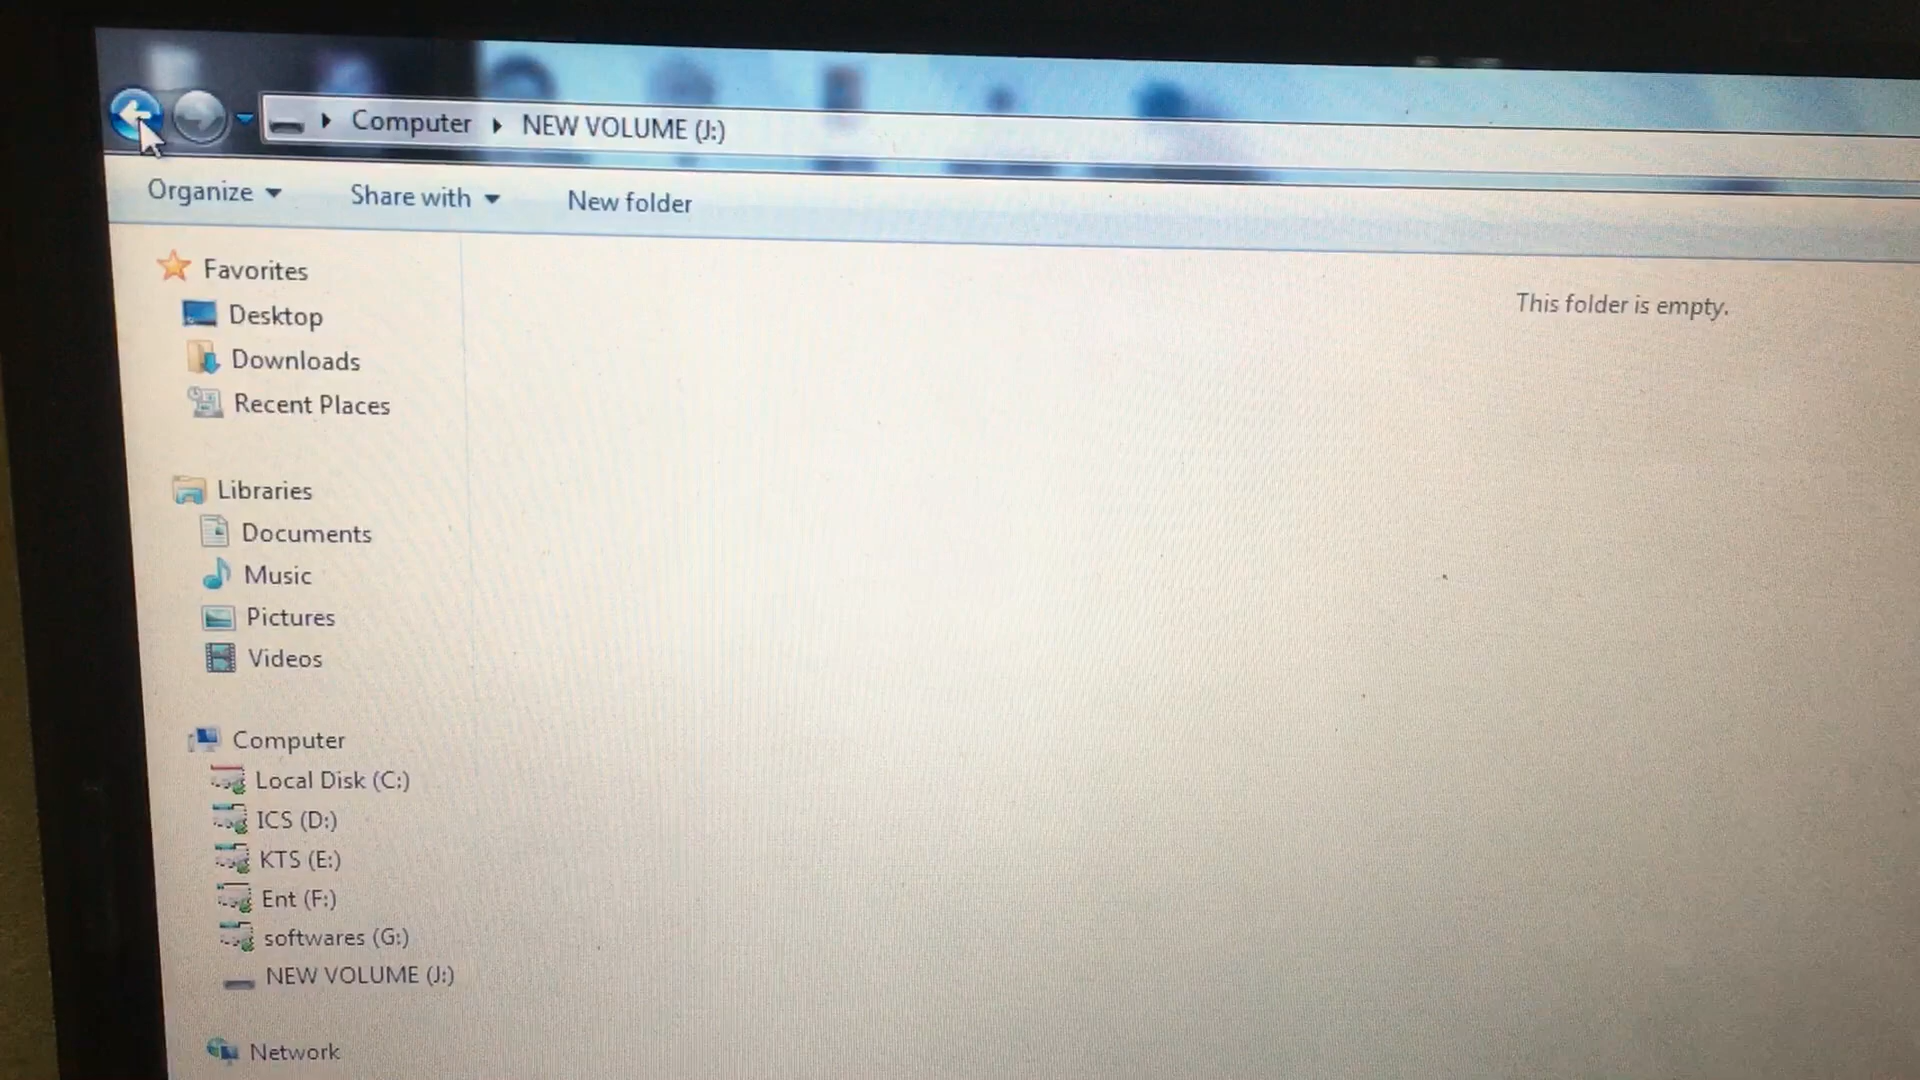 Computer NEW VOLUME (J:)
Organize Share with New folder
Favorites
This folder is empty.
Desktop
Downloads
Recent Places
Libraries
Documents
Music
Pictures
Videos
Computer
Local Disk (C:)
ICS (D:)
KTS (E:)
Ent (F:)
softwares (G:)
NEW VOLUME (J:)
Network